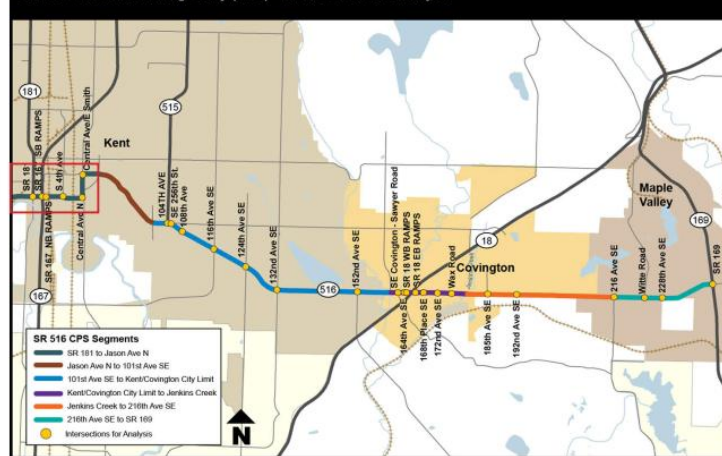 181
515
Kent
Central Ave/E Smith
SR 181
SR 167 SB RAMPS
S 4th Ave
SR 167 NB RAMPS
Central Ave N
167
104TH AVE
SE 256th St.
108th Ave
116th Ave SE
124th Ave SE
132nd Ave SE
516
152nd Ave SE
SE Covington - Sawyer Road
SR 18 WB RAMPS
SR 18 EB RAMPS
Wax Road
164th Ave SE
168th Place SE
172nd Ave SE
18
Covington
185th Ave SE
192nd Ave SE
Maple
Valley
169
216 Ave SE
Witte Road
228th Ave SE
SR 169
SR 516 CPS Segments
SR 181 to Jason Ave N
Jason Ave N to 101st Ave SE
101st Ave SE to Kent/Covington City Limit
Kent/Covington City Limit to Jenkins Creek
Jenkins Creek to 216th Ave SE
216th Ave SE to SR 169
Intersections for Analysis
N